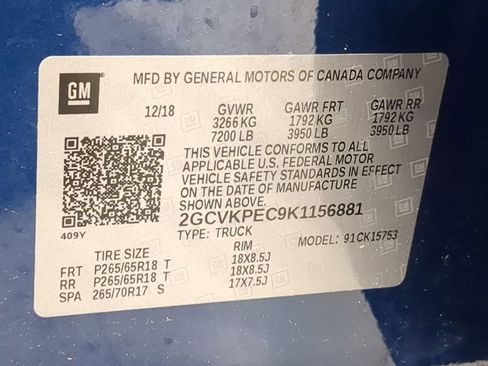 GM
MFD BY GENERAL MOTORS OF CANADA COMPANY
12/18 GVWR GAWR FRT GAWR RR
3266 KG 1792 KG 1792 KG
7200 LB 3950 LB 3950 LB
THIS VEHICLE CONFORMS TO ALL
APPLICABLE U.S. FEDERAL MOTOR
VEHICLE SAFETY STANDARDS IN EFFECT
ON THE DATE OF MANUFACTURE
SHOWN ABOVE.
2GCVKPEC9K1156881
409Y
TYPE: TRUCK MODEL: 91CK15753
TIRE SIZE RIM
FRT P265/65R18 T 18X8.5J
RR P265/65R18 T 18X8.5J
SPA 265/70R17 S 17X7.5J